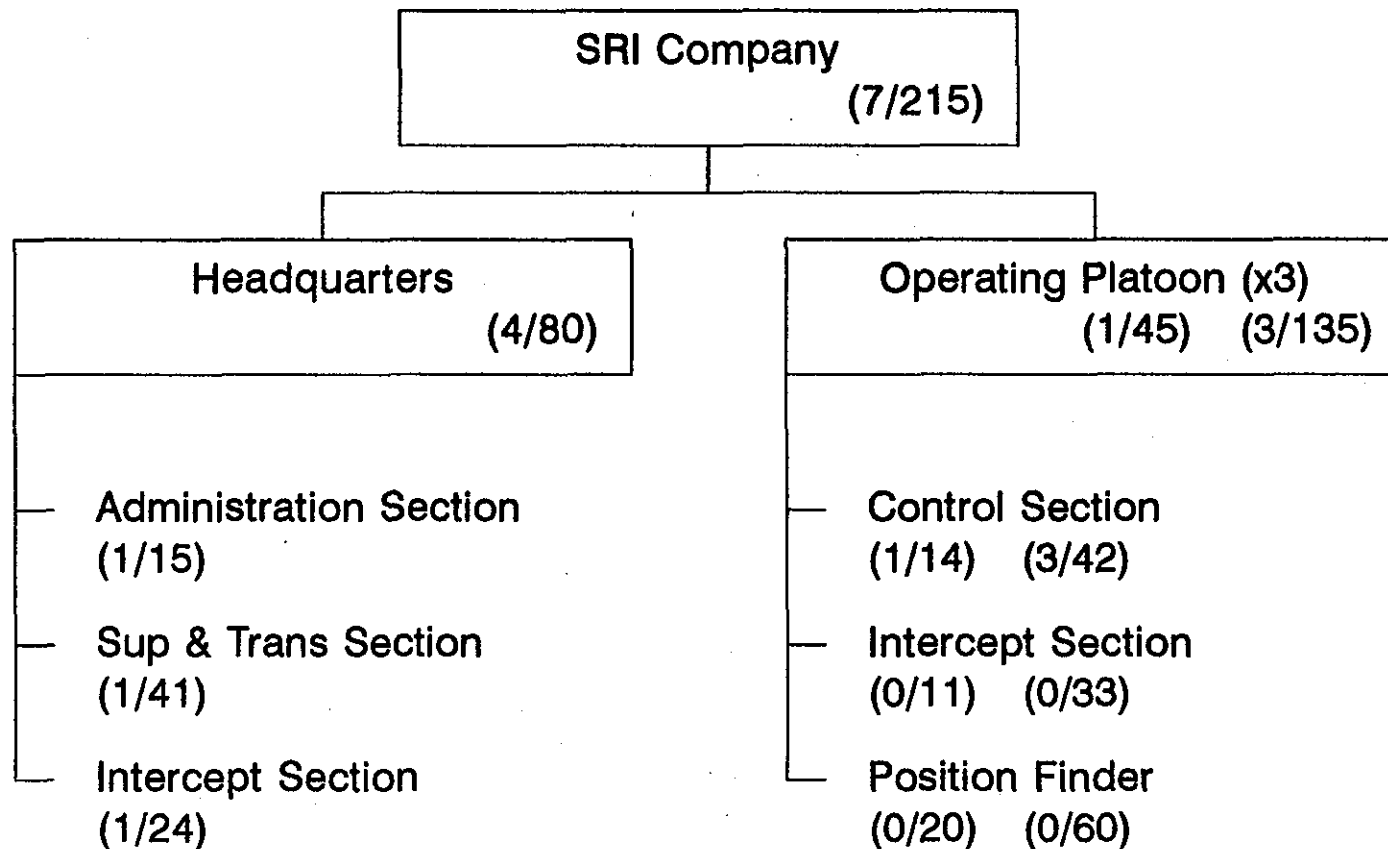 SRI Company
(7/215)
Headquarters
(4/80)
Administration Section
(1/15)
Sup & Trans Section
(1/41)
Intercept Section
(1/24)
Operating Platoon (x3)
(1/45) (3/135)
Control Section
(1/14) (3/42)
Intercept Section
(0/11) (0/33)
Position Finder
(0/20) (0/60)